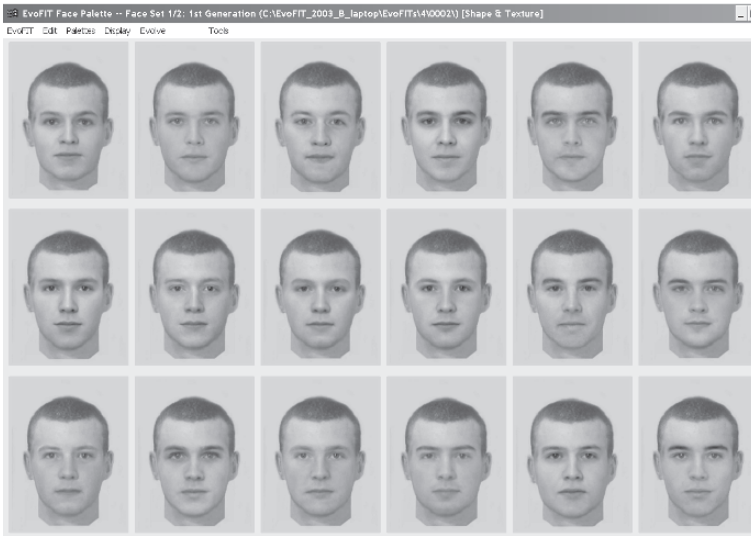 EvoFIT Face Palette -- Face Set 1/2: 1st Generation (C:\EvoFIT_2003_B_laptop\EvoFITs\4\0002\) [Shape & Texture]
EvoFIT Edit Palettes Display Evolve Tools